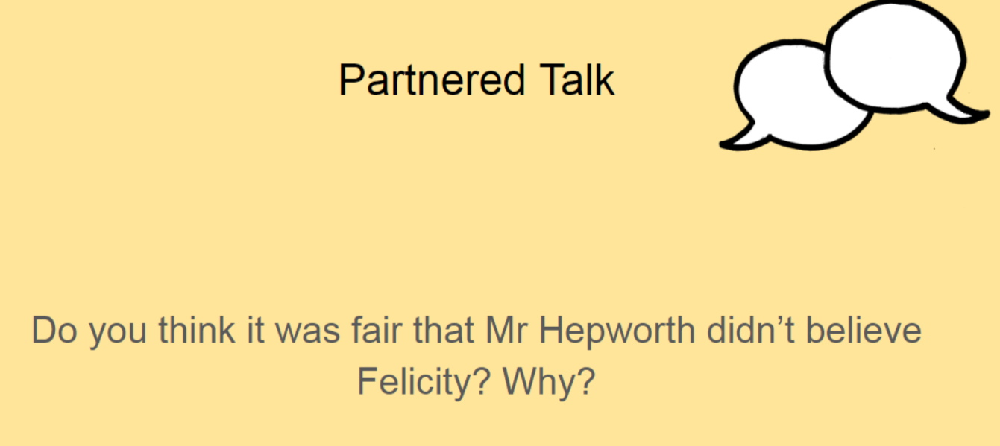 Partnered Talk
Do you think it was fair that Mr Hepworth didn’t believe
Felicity? Why?